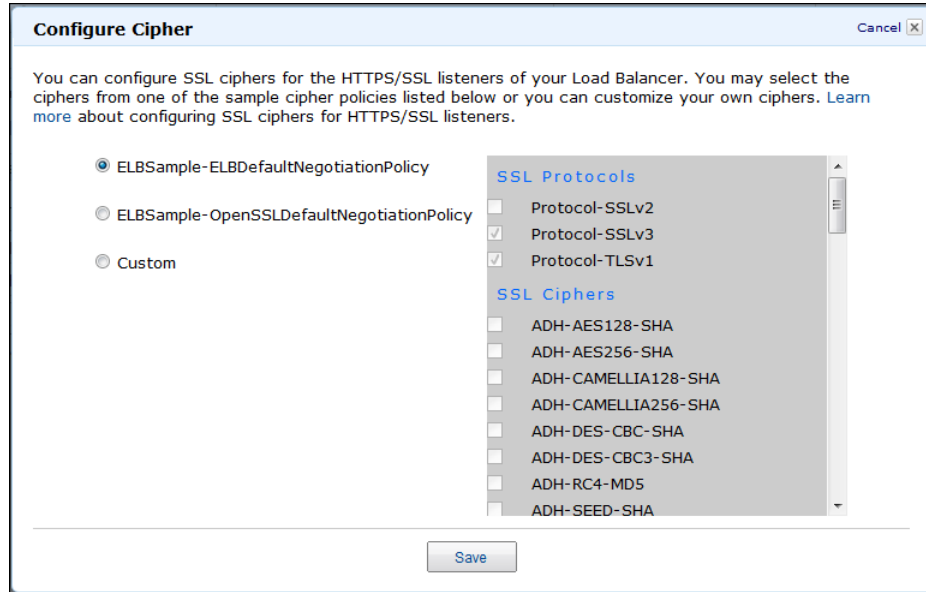 Configure Cipher
Cancel
You can configure SSL ciphers for the HTTPS/SSL listeners of your Load Balancer. You may select the
ciphers from one of the sample cipher policies listed below or you can customize your own ciphers. Learn
more about configuring SSL ciphers for HTTPS/SSL listeners.
ELBSample-ELBDefaultNegotiationPolicy
ELBSample-OpenSSLDefaultNegotiationPolicy
Custom
SSL Protocols
Protocol-SSLv2
Protocol-SSLv3
Protocol-TLSv1
SSL Ciphers
ADH-AES128-SHA
ADH-AES256-SHA
ADH-CAMELLIA128-SHA
ADH-CAMELLIA256-SHA
ADH-DES-CBC-SHA
ADH-DES-CBC3-SHA
ADH-RC4-MD5
ADH-SEED-SHA
Save